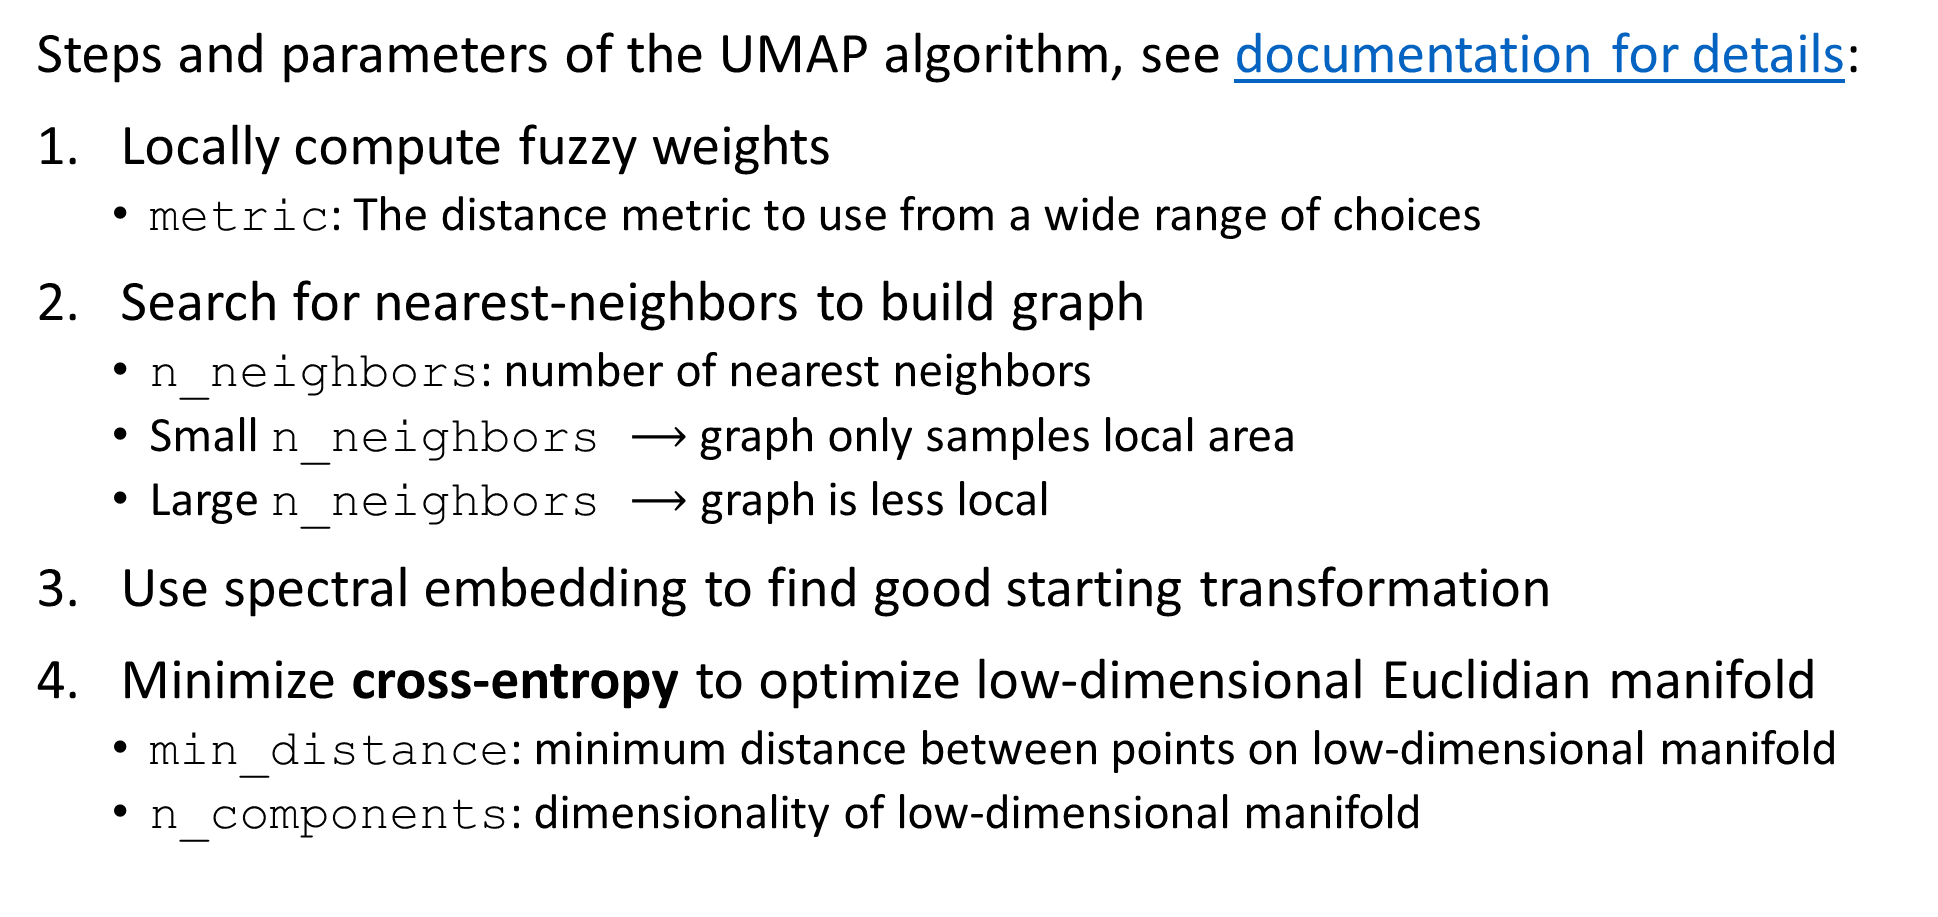 Steps and parameters of the UMAP algorithm, see documentation for details:
1. Locally compute fuzzy weights
• metric: The distance metric to use from a wide range of choices
2. Search for nearest-neighbors to build graph
• n_neighbors: number of nearest neighbors
• Small n_neighbors ⟶ graph only samples local area
• Large n_neighbors ⟶ graph is less local
3. Use spectral embedding to find good starting transformation
4. Minimize cross-entropy to optimize low-dimensional Euclidian manifold
• min_distance: minimum distance between points on low-dimensional manifold
• n_components: dimensionality of low-dimensional manifold